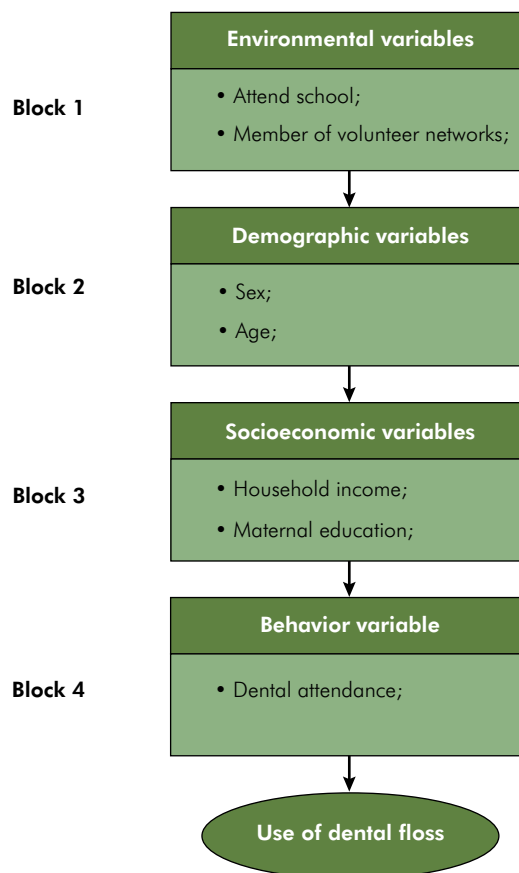 Environmental variables
Block 1
• Attend school;
• Member of volunteer networks;
Demographic variables
Block 2
• Sex;
• Age;
Socioeconomic variables
Block 3
• Household income;
• Maternal education;
Behavior variable
Block 4
• Dental attendance;
Use of dental floss